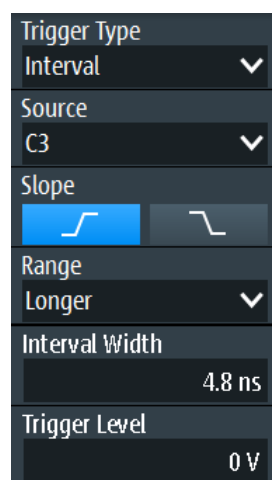 Trigger Type
Interval
Source
C3
Slope
Range
Longer
Interval Width
4.8 ns
Trigger Level
0 V